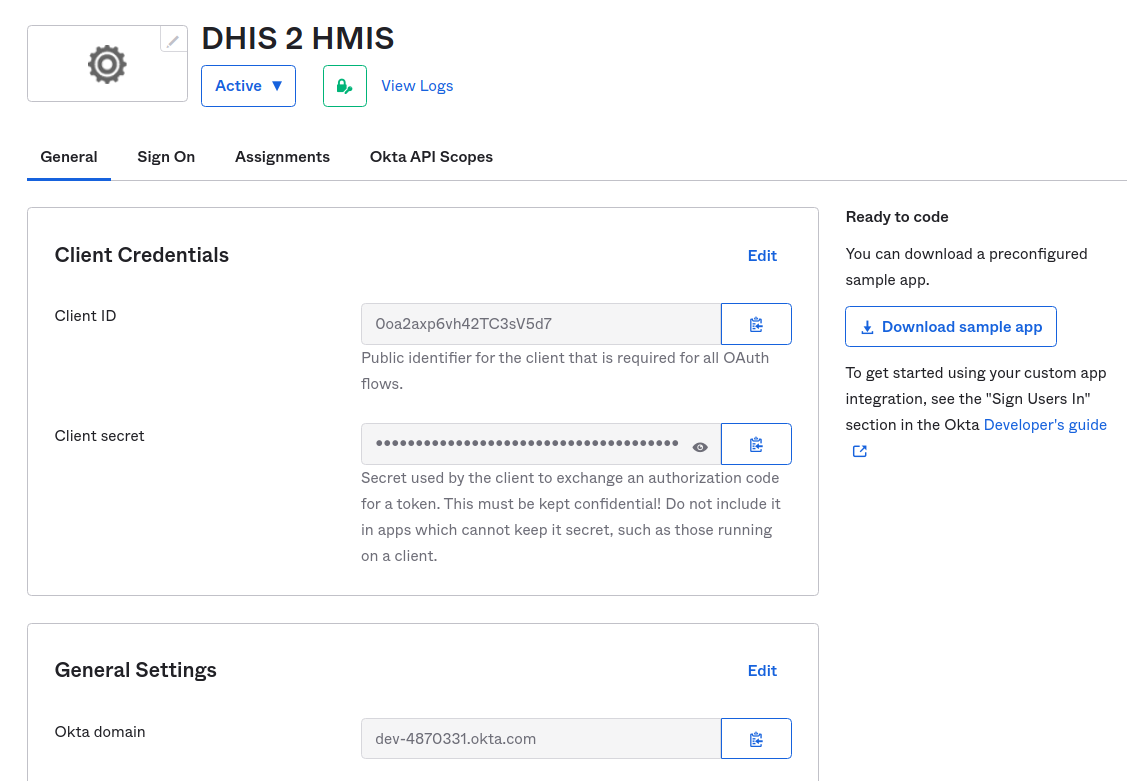 DHIS 2 HMIS
Active ▼
View Logs
General Sign On Assignments Okta API Scopes
Client Credentials
Edit
Client ID
0oa2axp6vh42TC3sV5d7
Public identifier for the client that is required for all OAuth
flows.
Client secret
••••••••••••••••••••••••••••••••••••••••
Secret used by the client to exchange an authorization code
for a token. This must be kept confidential! Do not include it
in apps which cannot keep it secret, such as those running
on a client.
General Settings
Edit
Okta domain
dev-4870331.okta.com
Ready to code
You can download a preconfigured
sample app.
Download sample app
To get started using your custom app
integration, see the "Sign Users In"
section in the Okta Developer's guide